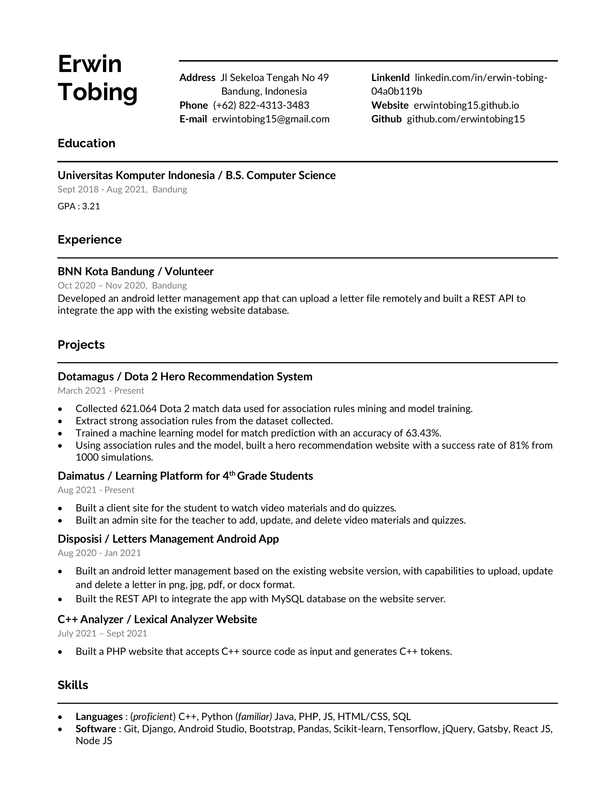 Erwin
Tobing
Address Jl Sekeloa Tengah No 49
Bandung, Indonesia
Phone (+62) 822-4313-3483
E-mail erwintobing15@gmail.com
LinkenId linkedin.com/in/erwin-tobing-
04a0b119b
Website erwintobing15.github.io
Github github.com/erwintobing15
Education
Universitas Komputer Indonesia / B.S. Computer Science
Sept 2018 - Aug 2021, Bandung
GPA : 3.21
Experience
BNN Kota Bandung / Volunteer
Oct 2020 – Nov 2020, Bandung
Developed an android letter management app that can upload a letter file remotely and built a REST API to
integrate the app with the existing website database.
Projects
Dotamagus / Dota 2 Hero Recommendation System
March 2021 - Present
• Collected 621.064 Dota 2 match data used for association rules mining and model training.
• Extract strong association rules from the dataset collected.
• Trained a machine learning model for match prediction with an accuracy of 63.43%.
• Using association rules and the model, built a hero recommendation website with a success rate of 81% from
1000 simulations.
Daimatus / Learning Platform for 4th Grade Students
Aug 2021 - Present
• Built a client site for the student to watch video materials and do quizzes.
• Built an admin site for the teacher to add, update, and delete video materials and quizzes.
Disposisi / Letters Management Android App
Aug 2020 - Jan 2021
• Built an android letter management based on the existing website version, with capabilities to upload, update
and delete a letter in png, jpg, pdf, or docx format.
• Built the REST API to integrate the app with MySQL database on the website server.
C++ Analyzer / Lexical Analyzer Website
July 2021 – Sept 2021
• Built a PHP website that accepts C++ source code as input and generates C++ tokens.
Skills
• Languages : (proficient) C++, Python (familiar) Java, PHP, JS, HTML/CSS, SQL
• Software : Git, Django, Android Studio, Bootstrap, Pandas, Scikit-learn, Tensorflow, jQuery, Gatsby, React JS,
Node JS